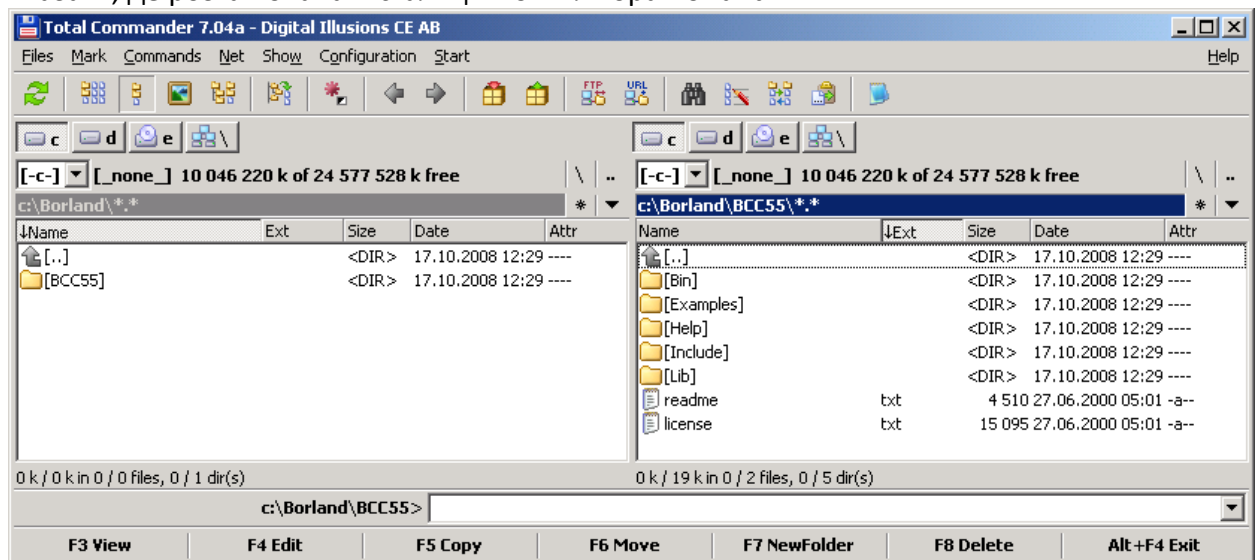 Total Commander 7.04a - Digital Illusions CE AB
Files Mark Commands Net Show Configuration Start Help
FTP URL
c d e \ c d e \
[-c-] [_none_] 10 046 220 k of 24 577 528 k free \ .. [-c-] [_none_] 10 046 220 k of 24 577 528 k free \ ..
c:\Borland\*.* * c:\Borland\BCC55\*.* *
↓Name Ext Size Date Attr Name ↓Ext Size Date Attr
[..] <DIR> 17.10.2008 12:29 ---- [..] <DIR> 17.10.2008 12:29 ----
[BCC55] <DIR> 17.10.2008 12:29 ---- [Bin] <DIR> 17.10.2008 12:29 ----
[Examples] <DIR> 17.10.2008 12:29 ----
[Help] <DIR> 17.10.2008 12:29 ----
[Include] <DIR> 17.10.2008 12:29 ----
[Lib] <DIR> 17.10.2008 12:29 ----
readme txt 4 510 27.06.2000 05:01 -a--
license txt 15 095 27.06.2000 05:01 -a--
0 k / 0 k in 0 / 0 files, 0 / 1 dir(s) 0 k / 19 k in 0 / 2 files, 0 / 5 dir(s)
c:\Borland\BCC55>
F3 View F4 Edit F5 Copy F6 Move F7 NewFolder F8 Delete Alt+F4 Exit